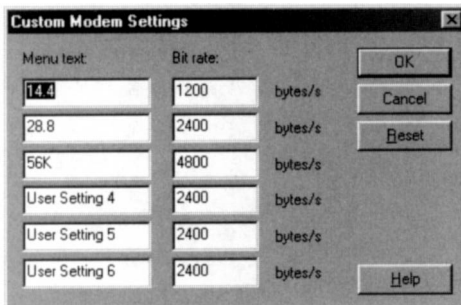 Custom Modem Settings
Menu text: Bit rate:
14.4 1200 bytes/s OK
28.8 2400 bytes/s Cancel
56K 4800 bytes/s Reset
User Setting 4 2400 bytes/s
User Setting 5 2400 bytes/s
User Setting 6 2400 bytes/s Help